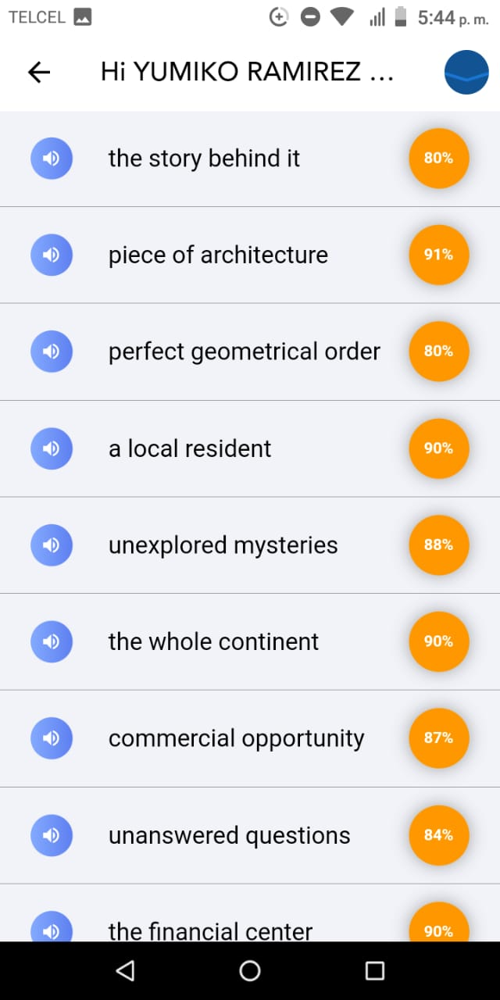 TELCEL 5:44 p. m.
Hi YUMIKO RAMIREZ ...
the story behind it 80%
piece of architecture 91%
perfect geometrical order 80%
a local resident 90%
unexplored mysteries 88%
the whole continent 90%
commercial opportunity 87%
unanswered questions 84%
the financial center 90%